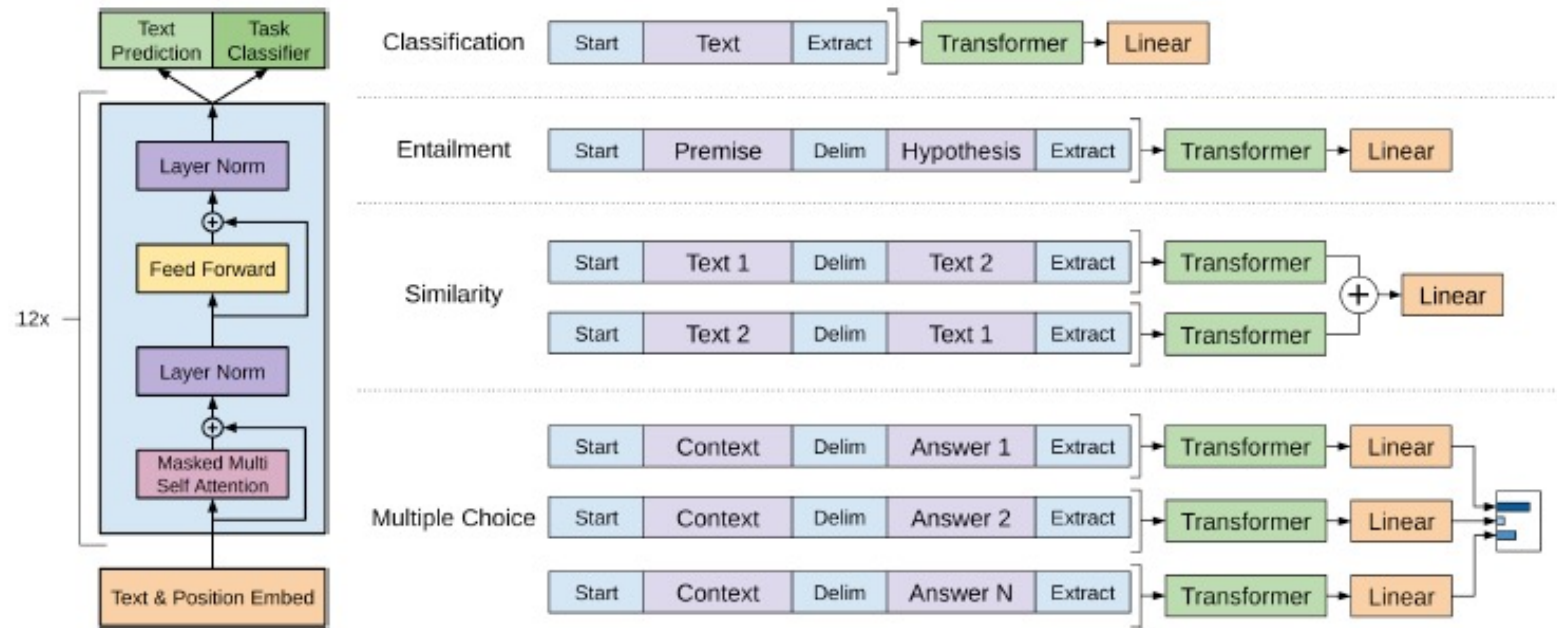 Text Prediction
Task Classifier
12x
Layer Norm
Feed Forward
Layer Norm
Masked Multi
Self Attention
Text & Position Embed
Classification Start Text Extract Transformer Linear
Entailment Start Premise Delim Hypothesis Extract Transformer Linear
Similarity
Start Text 1 Delim Text 2 Extract Transformer
Start Text 2 Delim Text 1 Extract Transformer
Linear
Multiple Choice
Start Context Delim Answer 1 Extract Transformer Linear
Start Context Delim Answer 2 Extract Transformer Linear
Start Context Delim Answer N Extract Transformer Linear